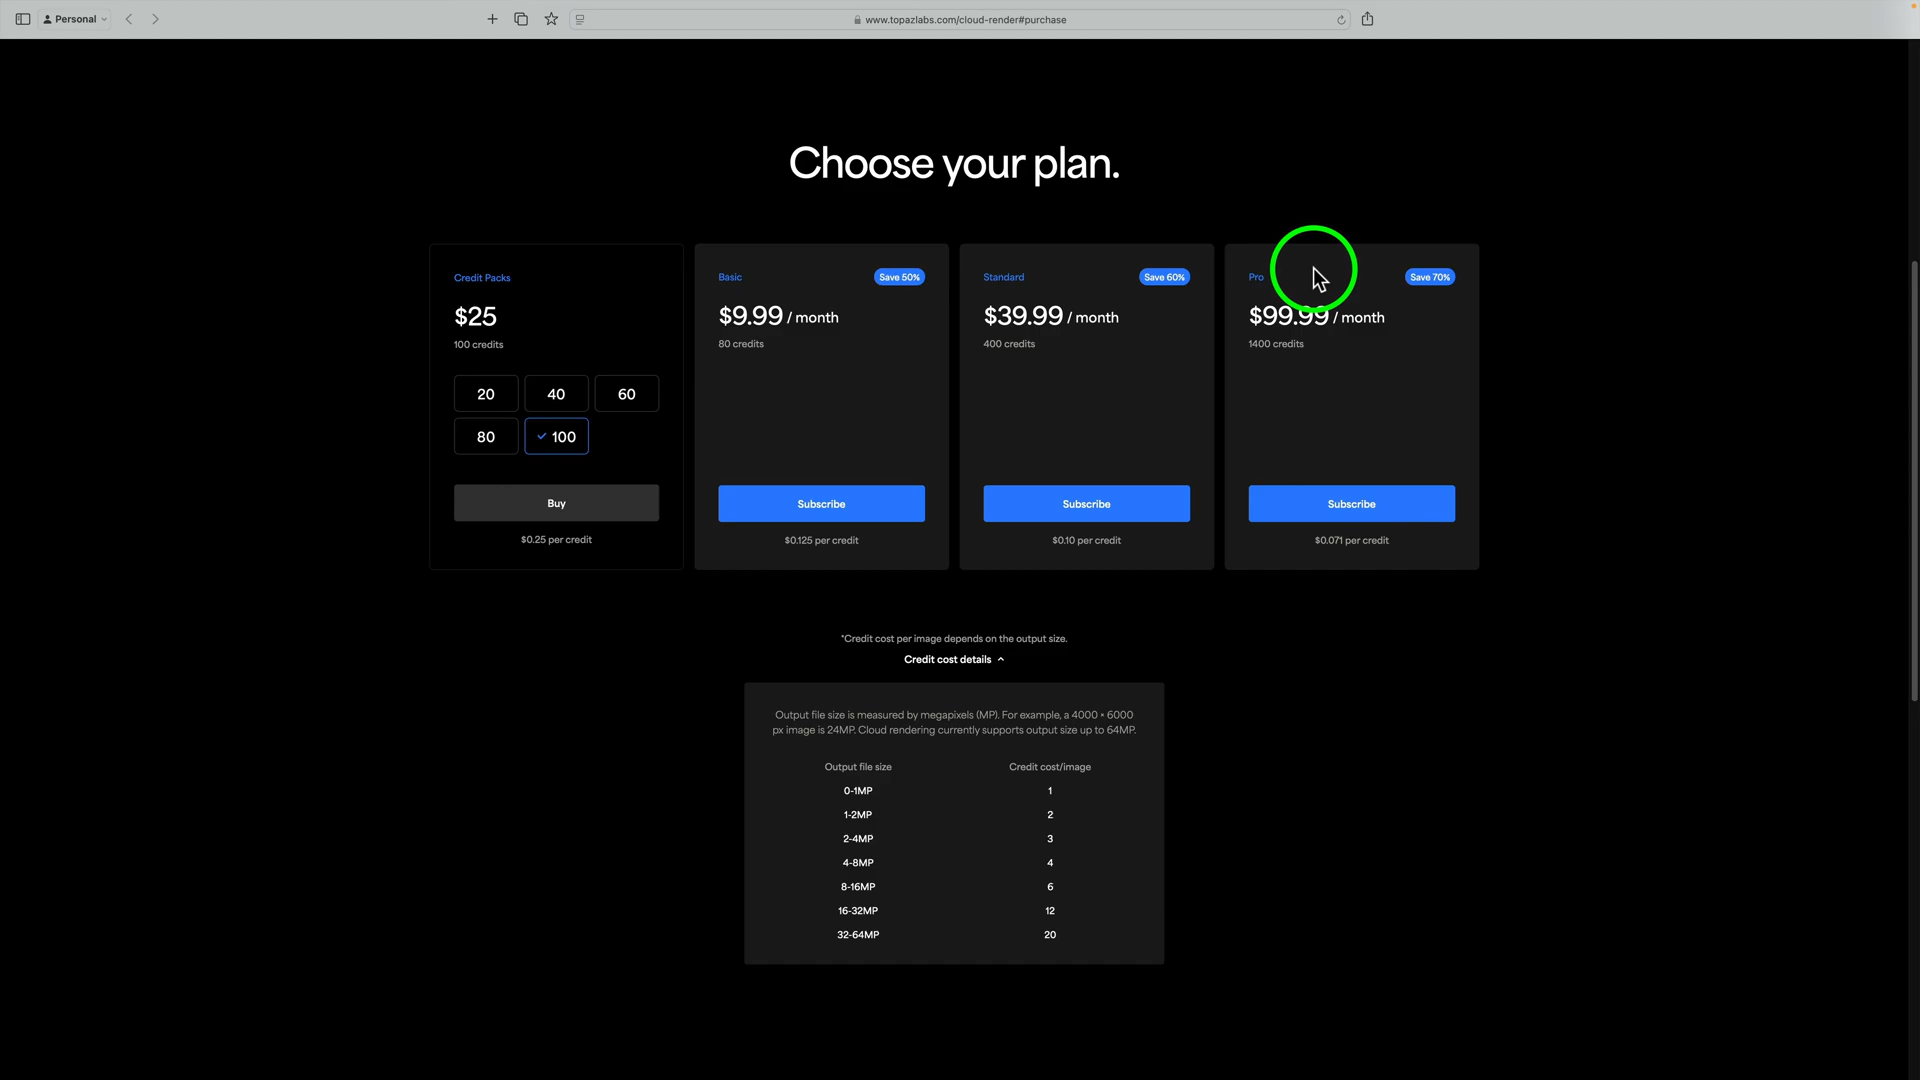 Personal
www.topazlabs.com/cloud-render#purchase
Choose your plan.
Credit Packs
$25
100 credits
20
40
60
80
100
Buy
$0.25 per credit
Basic
Save 50%
$9.99 / month
80 credits
Subscribe
$0.125 per credit
Standard
Save 60%
$39.99 / month
400 credits
Subscribe
$0.10 per credit
Pro
Save 70%
$99.99 / month
1400 credits
Subscribe
$0.071 per credit
*Credit cost per image depends on the output size.
Credit cost details
Output file size is measured by megapixels (MP). For example, a 4000 × 6000
px image is 24MP. Cloud rendering currently supports output size up to 64MP.
Output file size Credit cost/image
0-1MP 1
1-2MP 2
2-4MP 3
4-8MP 4
8-16MP 6
16-32MP 12
32-64MP 20